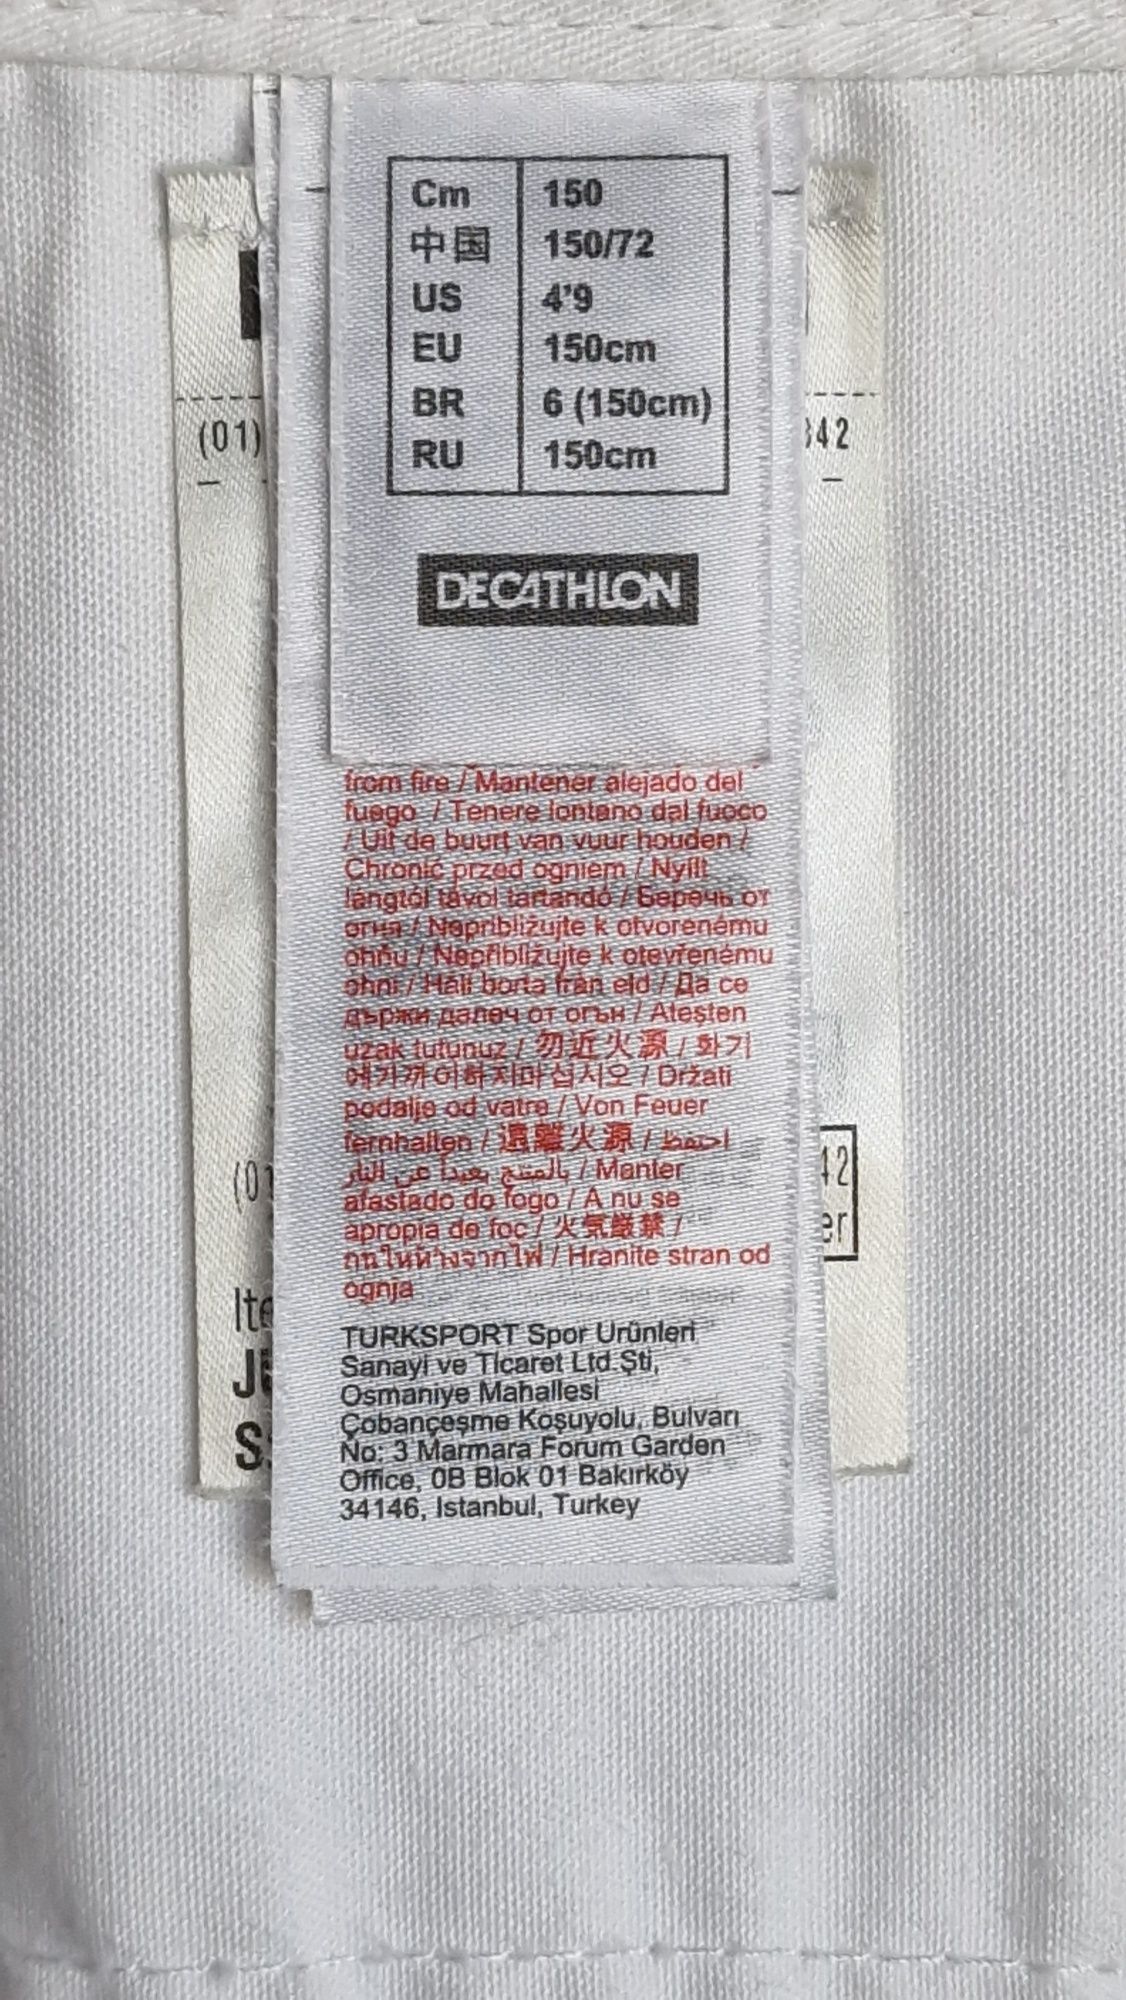 Cm 150
中国 150/72
US 4'9
EU 150cm
BR 6 (150cm)
RU 150cm
DECATHLON
(01)
342
from fire / Mantener alejado del
fuego / Tenere lontano dal fuoco
/ Uit de buurt van vuur houden /
Chronić przed ogniem / Nyílt
lángtól távol tartandó / Беречь от
огня / Nepribližujte k otvorenému
ohňu / Nepřibližujte k otevřenému
ohni / Håll borta från eld / Да се
държи далеч от огън / Ateşten
uzak tutunuz / 勿近火源 / 화기
에가까이하지마십시오 / Držati
podalje od vatre / Von Feuer
fernhalten / 遠離火源 / احتفظ
بالمنتج بعيداً عن النار / Manter
afastado do fogo / A nu se
apropia de foc / 火気厳禁 /
ถนให้ห่างจากไฟ / Hranite stran od
ognja
(01
42
er
Ite
TURKSPORT Spor Urünleri
Sanayi ve Ticaret Ltd Şti,
Osmaniye Mahallesi
Çobançeşme Koşuyolu, Bulvarı
No: 3 Marmara Forum Garden
Office, 0B Blok 01 Bakırköy
34146, Istanbul, Turkey